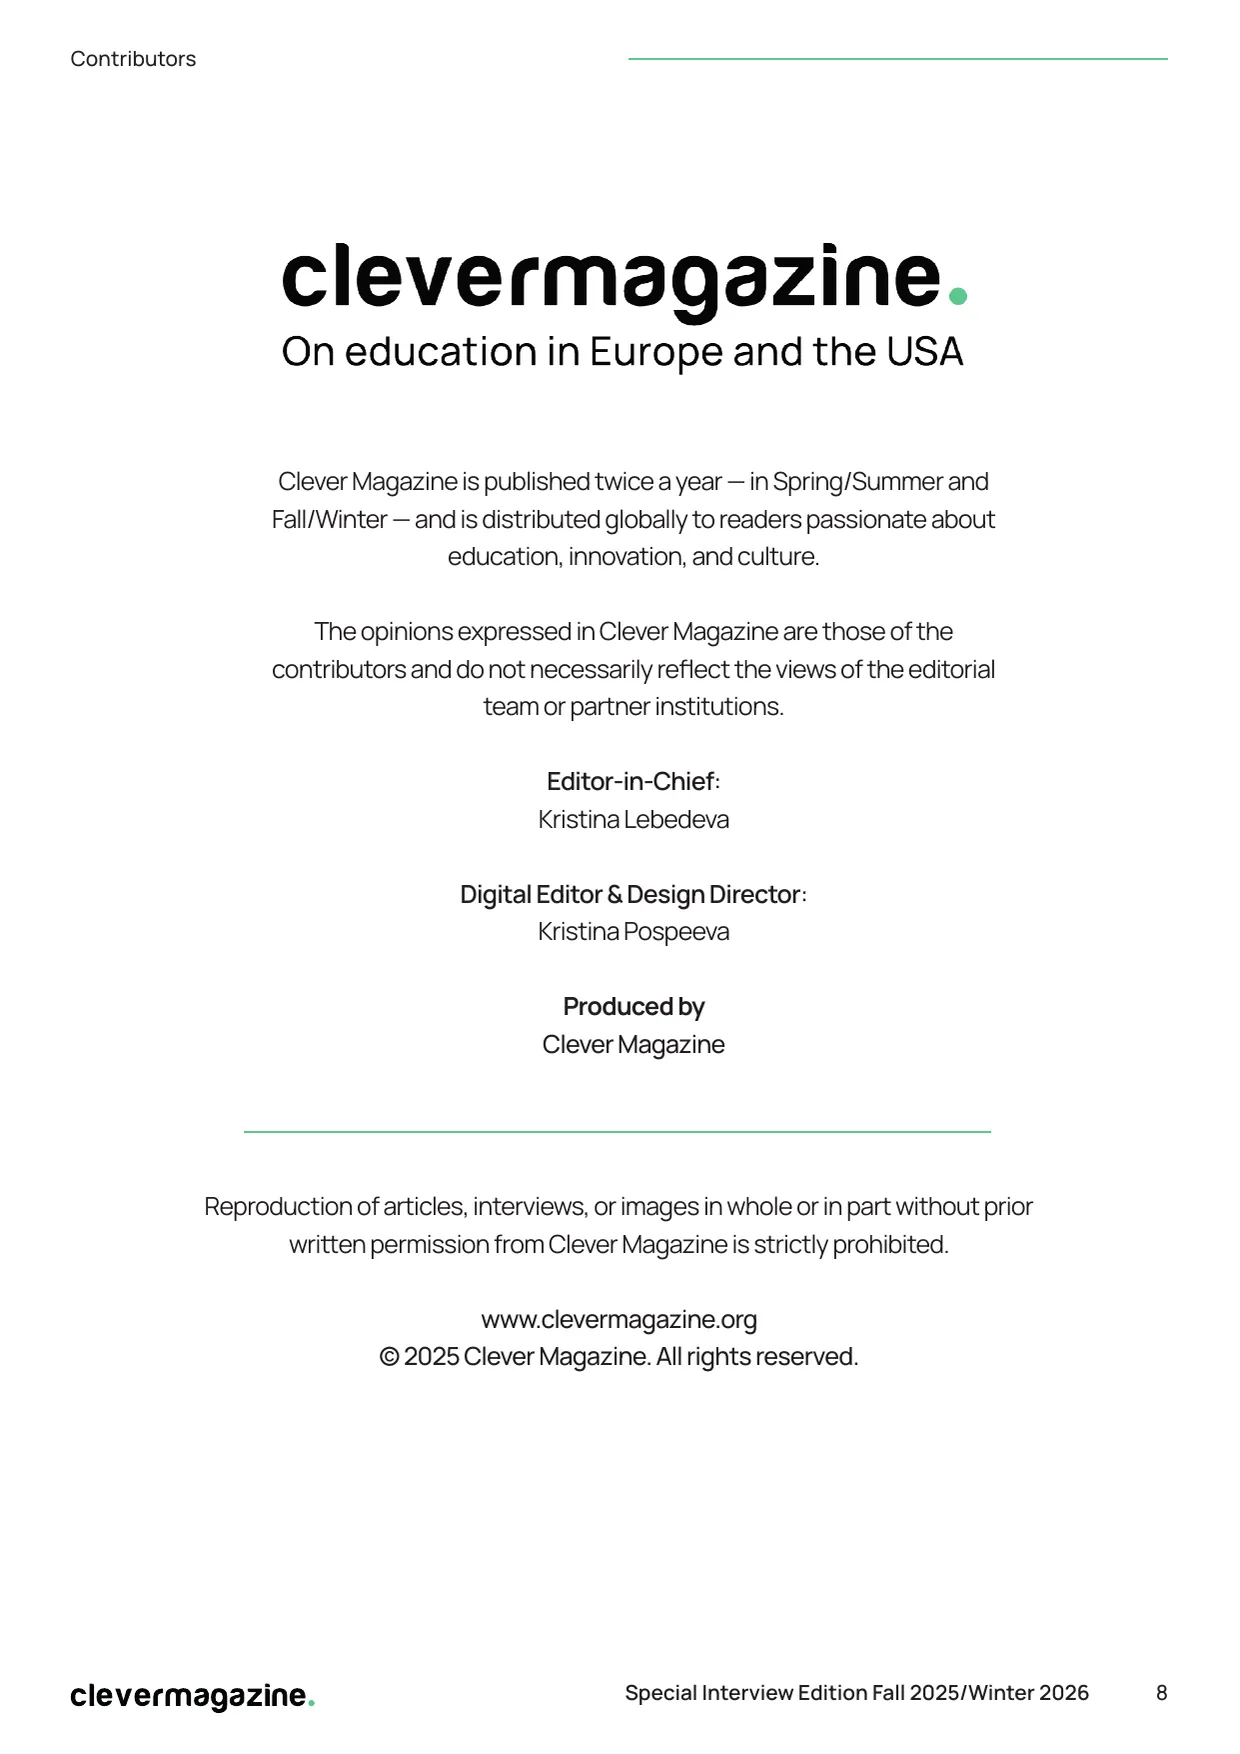 Contributors
clevermagazine.
On education in Europe and the USA
Clever Magazine is published twice a year — in Spring/Summer and
Fall/Winter — and is distributed globally to readers passionate about
education, innovation, and culture.
The opinions expressed in Clever Magazine are those of the
contributors and do not necessarily reflect the views of the editorial
team or partner institutions.
Editor-in-Chief:
Kristina Lebedeva
Digital Editor & Design Director:
Kristina Pospeeva
Produced by
Clever Magazine
Reproduction of articles, interviews, or images in whole or in part without prior
written permission from Clever Magazine is strictly prohibited.
www.clevermagazine.org
© 2025 Clever Magazine. All rights reserved.
clevermagazine.
Special Interview Edition Fall 2025/Winter 2026 8